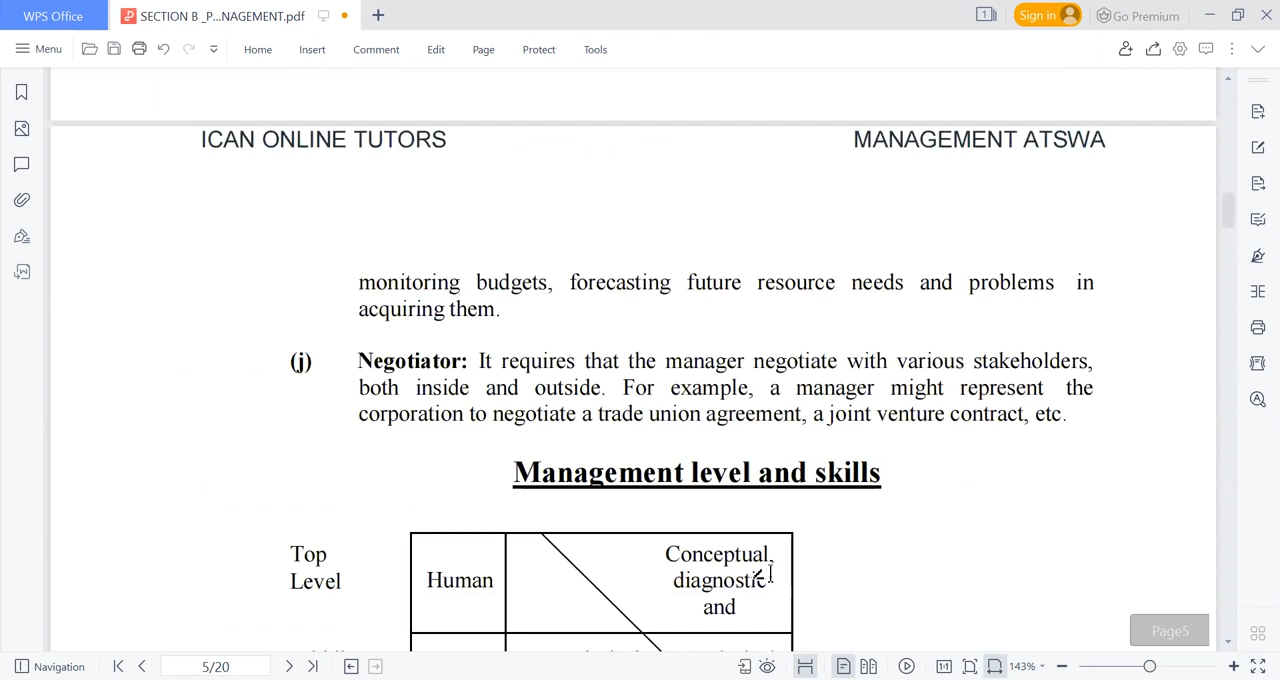 WPS Office
SECTION B _P...NAGEMENT.pdf
1
Sign in
Go Premium
Menu
Home
Insert
Comment
Edit
Page
Protect
Tools
ICAN ONLINE TUTORS
MANAGEMENT ATSWA
monitoring budgets, forecasting future resource needs and problems in
acquiring them.
(j) Negotiator: It requires that the manager negotiate with various stakeholders,
both inside and outside. For example, a manager might represent the
corporation to negotiate a trade union agreement, a joint venture contract, etc.
Management level and skills
Top
Level
Human
Conceptual,
diagnostic
and
Page5
Navigation
5/20
1:1
143%